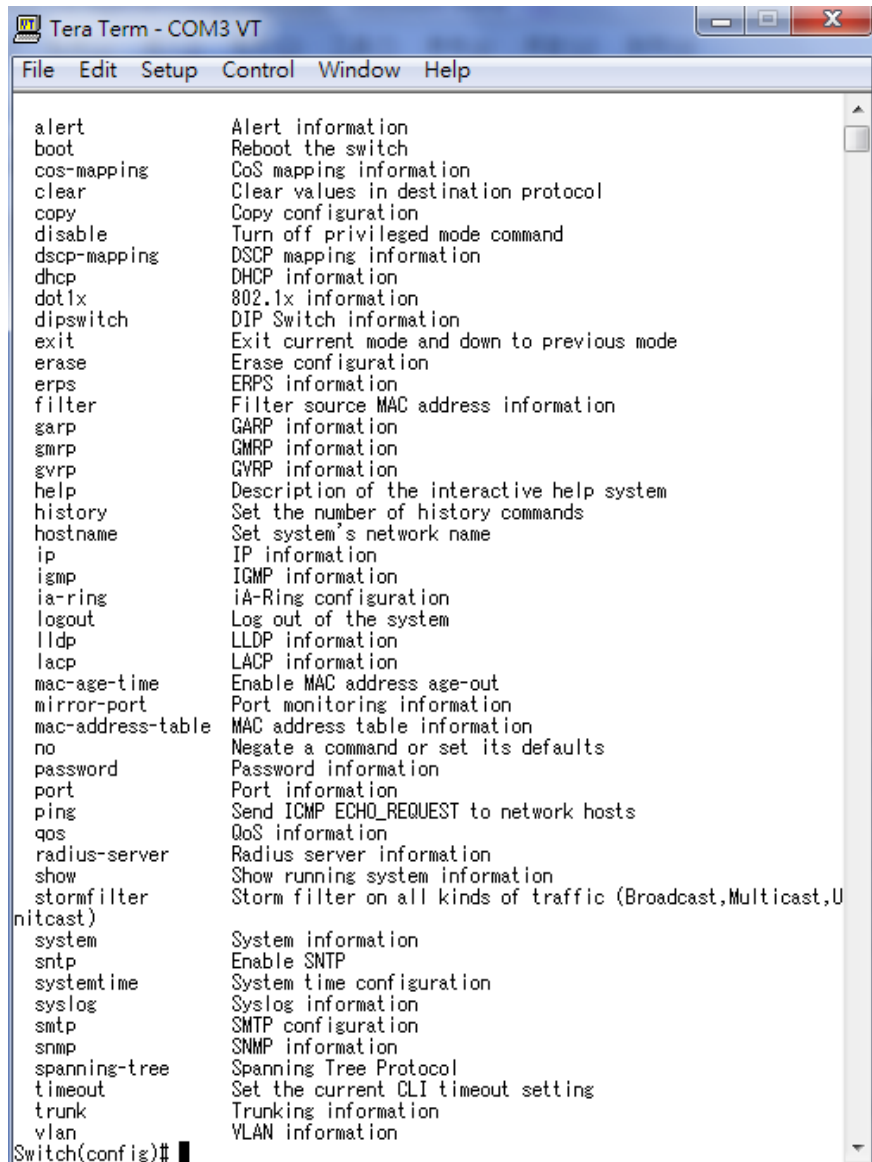 Tera Term - COM3 VT
File Edit Setup Control Window Help
alert Alert information
boot Reboot the switch
cos-mapping CoS mapping information
clear Clear values in destination protocol
copy Copy configuration
disable Turn off privileged mode command
dscp-mapping DSCP mapping information
dhcp DHCP information
dot1x 802.1x information
dipswitch DIP Switch information
exit Exit current mode and down to previous mode
erase Erase configuration
erps ERPS information
filter Filter source MAC address information
garp GARP information
gmrp GMRP information
gvrp GVRP information
help Description of the interactive help system
history Set the number of history commands
hostname Set system's network name
ip IP information
igmp IGMP information
ia-ring iA-Ring configuration
logout Log out of the system
lldp LLDP information
lacp LACP information
mac-age-time Enable MAC address age-out
mirror-port Port monitoring information
mac-address-table MAC address table information
no Negate a command or set its defaults
password Password information
port Port information
ping Send ICMP ECHO_REQUEST to network hosts
qos QoS information
radius-server Radius server information
show Show running system information
stormfilter Storm filter on all kinds of traffic (Broadcast,Multicast,U
nitcast)
system System information
sntp Enable SNTP
systemtime System time configuration
syslog Syslog information
smtp SMTP configuration
snmp SNMP information
spanning-tree Spanning Tree Protocol
timeout Set the current CLI timeout setting
trunk Trunking information
vlan VLAN information
Switch(config)#